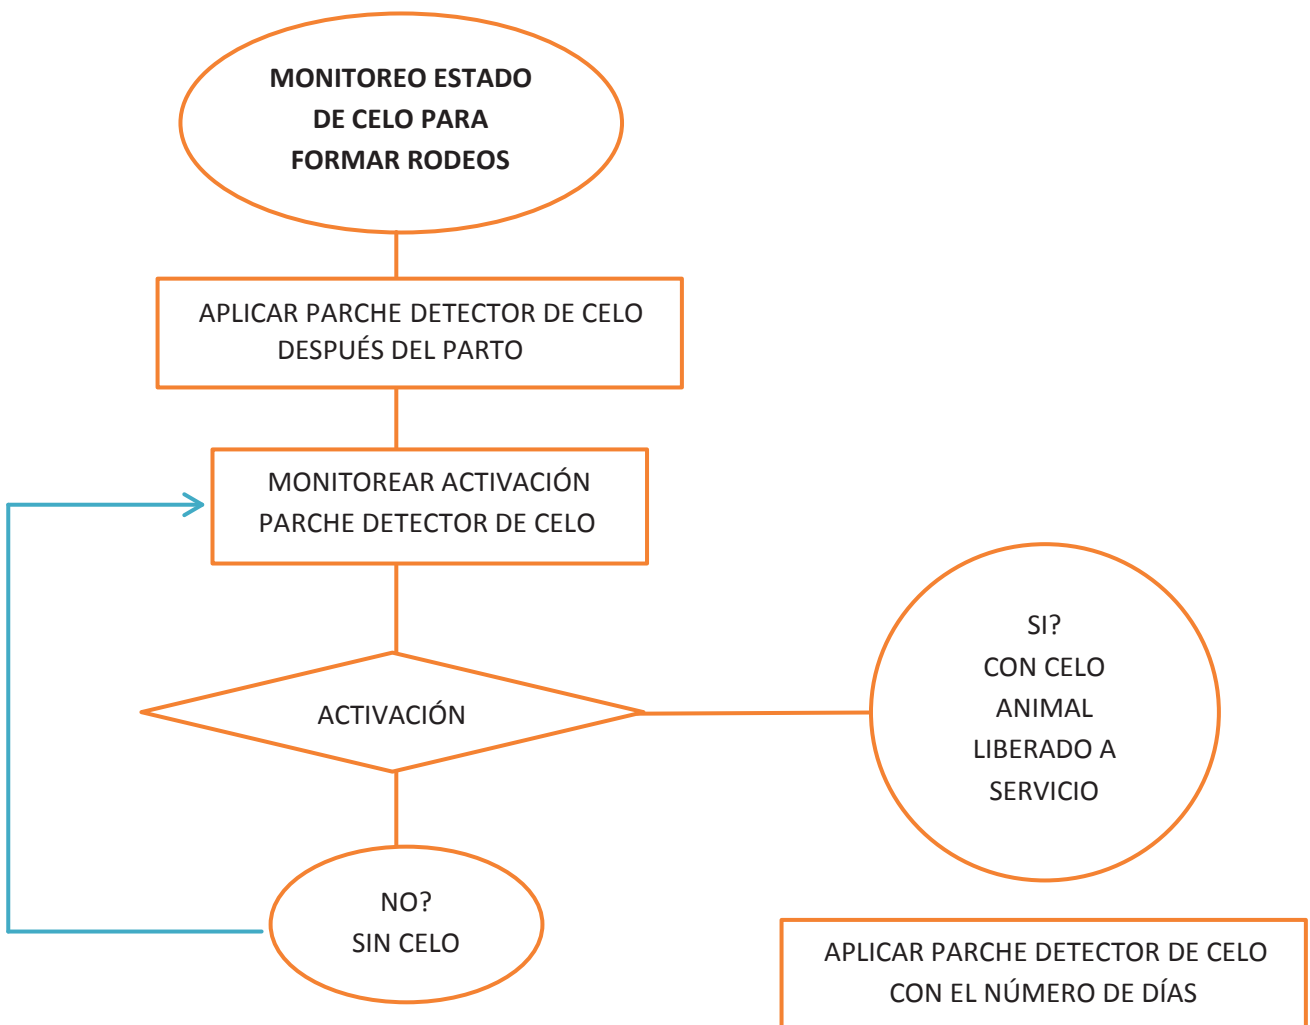 MONITOREO ESTADO
DE CELO PARA
FORMAR RODEOS
APLICAR PARCHE DETECTOR DE CELO
DESPUÉS DEL PARTO
MONITOREAR ACTIVACIÓN
PARCHE DETECTOR DE CELO
ACTIVACIÓN
SI?
CON CELO
ANIMAL
LIBERADO A
SERVICIO
NO?
SIN CELO
APLICAR PARCHE DETECTOR DE CELO
CON EL NÚMERO DE DÍAS